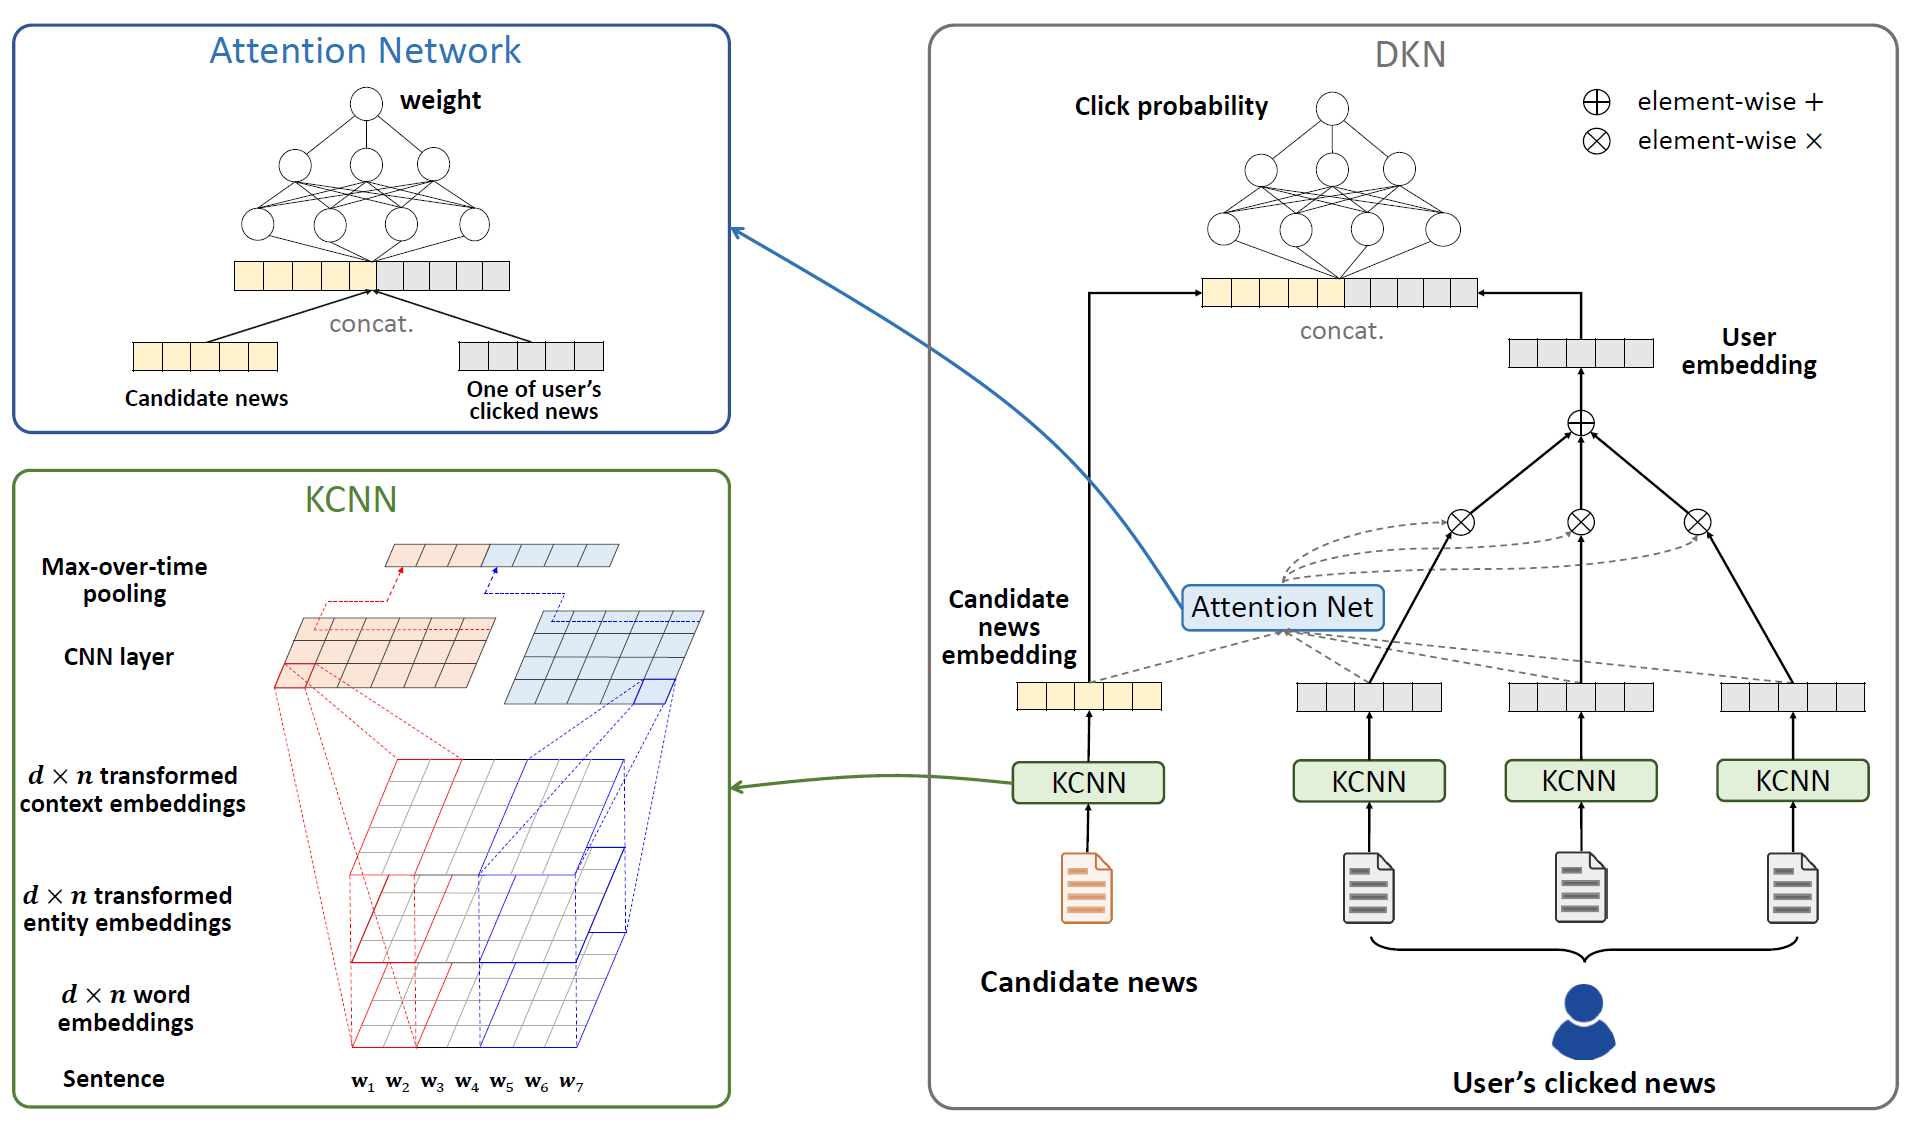 Attention Network
weight
concat.
Candidate news
One of user's
clicked news
KCNN
Max-over-time
pooling
CNN layer
d × n transformed
context embeddings
d × n transformed
entity embeddings
d × n word
embeddings
Sentence
w1 w2 w3 w4 w5 w6 w7
DKN
Click probability
element-wise +
element-wise ×
concat.
User
embedding
Attention Net
Candidate
news
embedding
KCNN
KCNN
KCNN
KCNN
Candidate news
User's clicked news